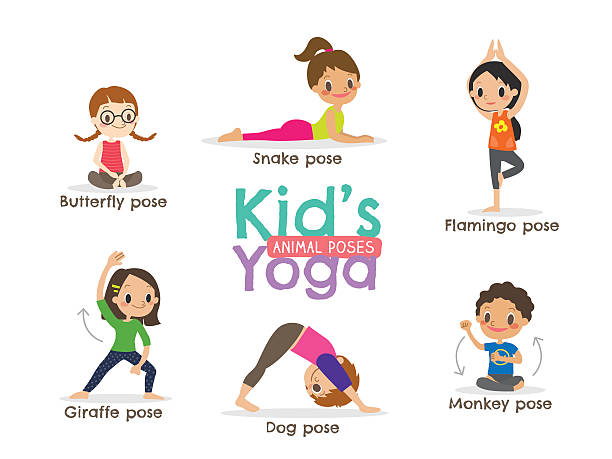 Snake pose
Butterfly pose
Flamingo pose
Kid's
ANIMAL POSES
Yoga
Giraffe pose
Dog pose
Monkey pose